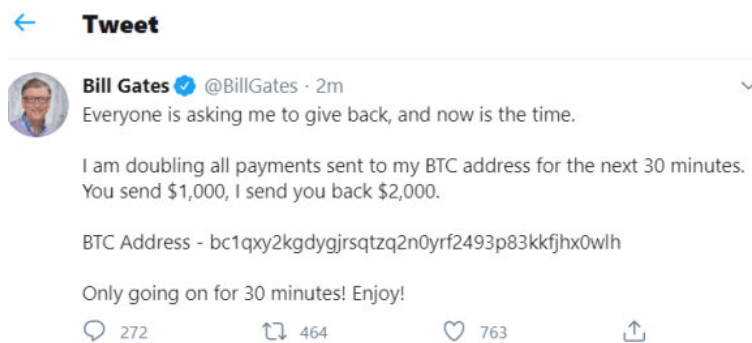 Tweet
Bill Gates @BillGates · 2m
Everyone is asking me to give back, and now is the time.
I am doubling all payments sent to my BTC address for the next 30 minutes.
You send $1,000, I send you back $2,000.
BTC Address - bc1qxy2kgdygjrsqtzq2n0yrf2493p83kkfjhx0wlh
Only going on for 30 minutes! Enjoy!
272 464 763